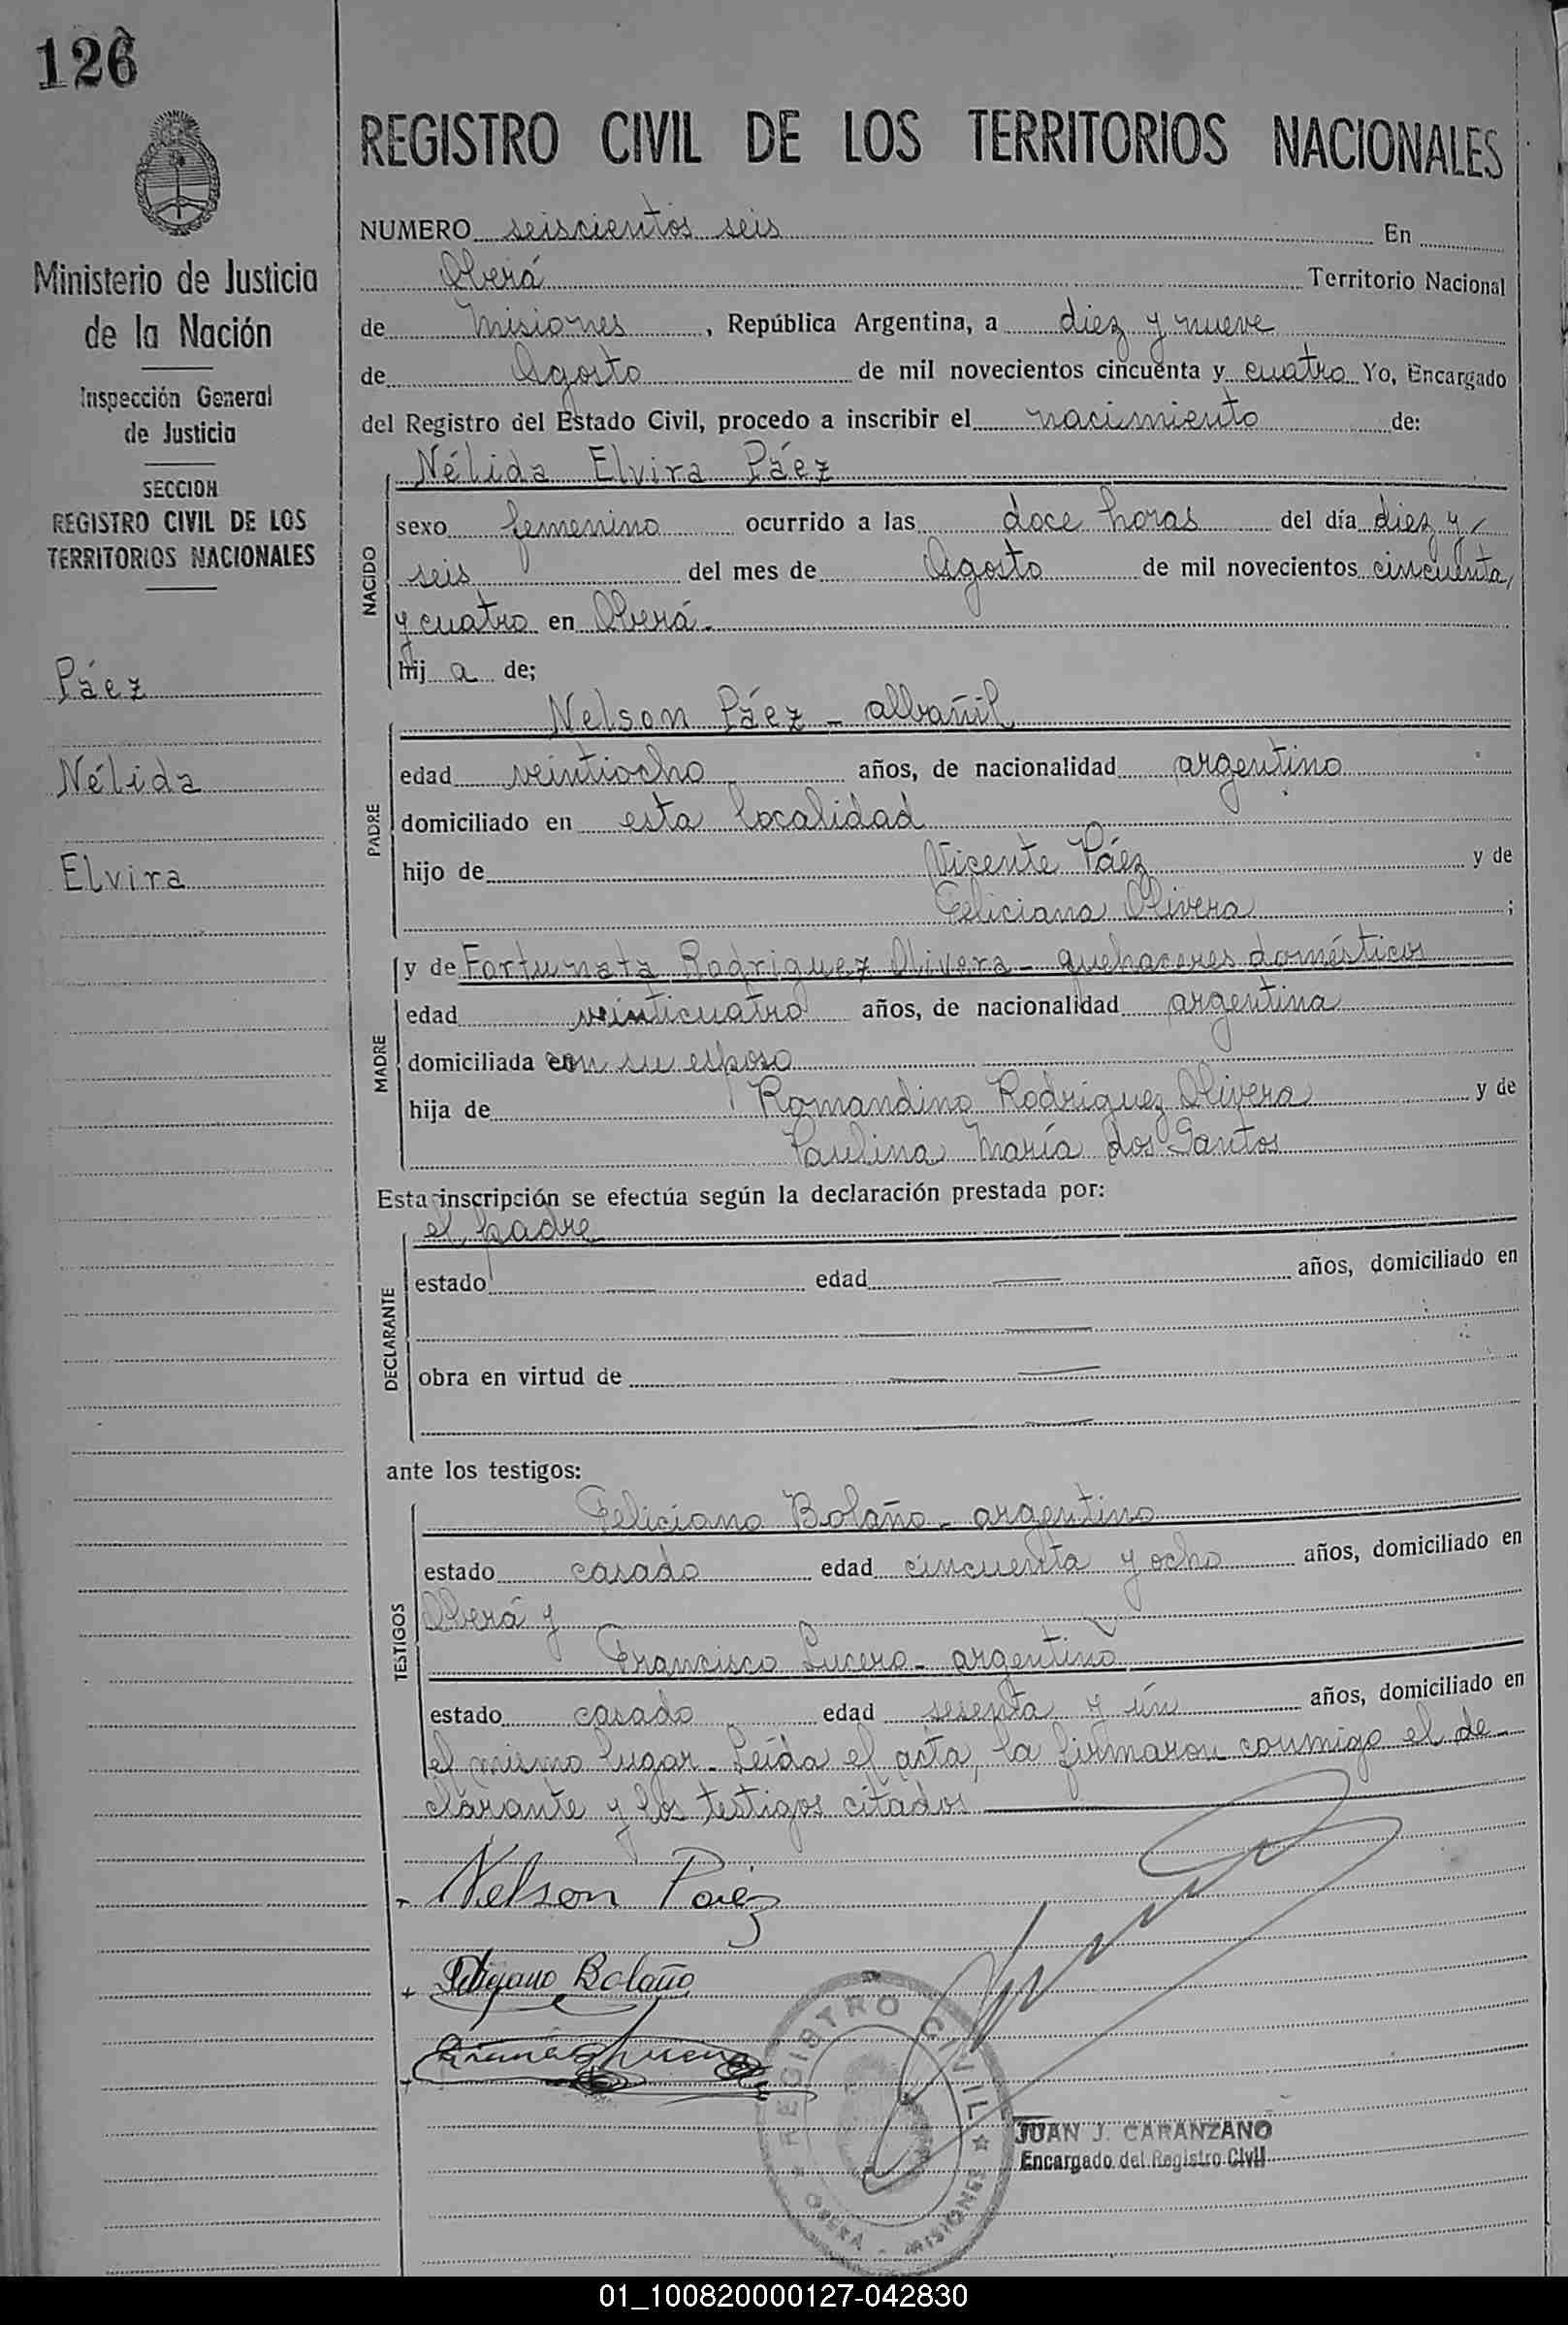 126
Ministerio de Justicia
de la Nación
Inspección General
de Justicia
SECCION
REGISTRO CIVIL DE LOS
TERRITORIOS NACIONALES
Páez
Nélida
Elvira
REGISTRO CIVIL DE LOS TERRITORIOS NACIONALES
NUMERO seiscientos seis En
Oberá Territorio Nacional
de Misiones, República Argentina, a diez y nueve
de Agosto de mil novecientos cincuenta y cuatro Yo, Encargado
del Registro del Estado Civil, procedo a inscribir el nacimiento de:
NACIDO
Nélida Elvira Páez
sexo femenino ocurrido a las doce horas del día diez y
seis del mes de Agosto de mil novecientos cincuenta
y cuatro en Oberá.
hij a de;
PADRE
Nelson Páez - albañil
edad veintiocho años, de nacionalidad argentino
domiciliado en esta localidad
hijo de Vicente Páez y de
Feliciana Olivera ;
MADRE
y de Fortunata Rodriguez Olivera - quehaceres domésticos
edad veinticuatro años, de nacionalidad argentina
domiciliada con su esposo
hija de Romandino Rodriguez Olivera y de
Paulina María dos Santos
Esta inscripción se efectúa según la declaración prestada por:
DECLARANTE
el padre
estado edad años, domiciliado en
obra en virtud de
ante los testigos:
TESTIGOS
Feliciano Bolaño - argentino
estado casado edad cincuenta y ocho años, domiciliado en
Oberá y
Francisco Lucero - argentino
estado casado edad sesenta y ún años, domiciliado en
el mismo lugar. Leída el acta, la firmaron conmigo el de-
clarante y los testigos citados
Nelson Páez
Bolaño
REGISTRO CIVIL
OBERA - MISIONES
JUAN J. CARANZANO
Encargado del Registro Civil
01_100820000127-042830